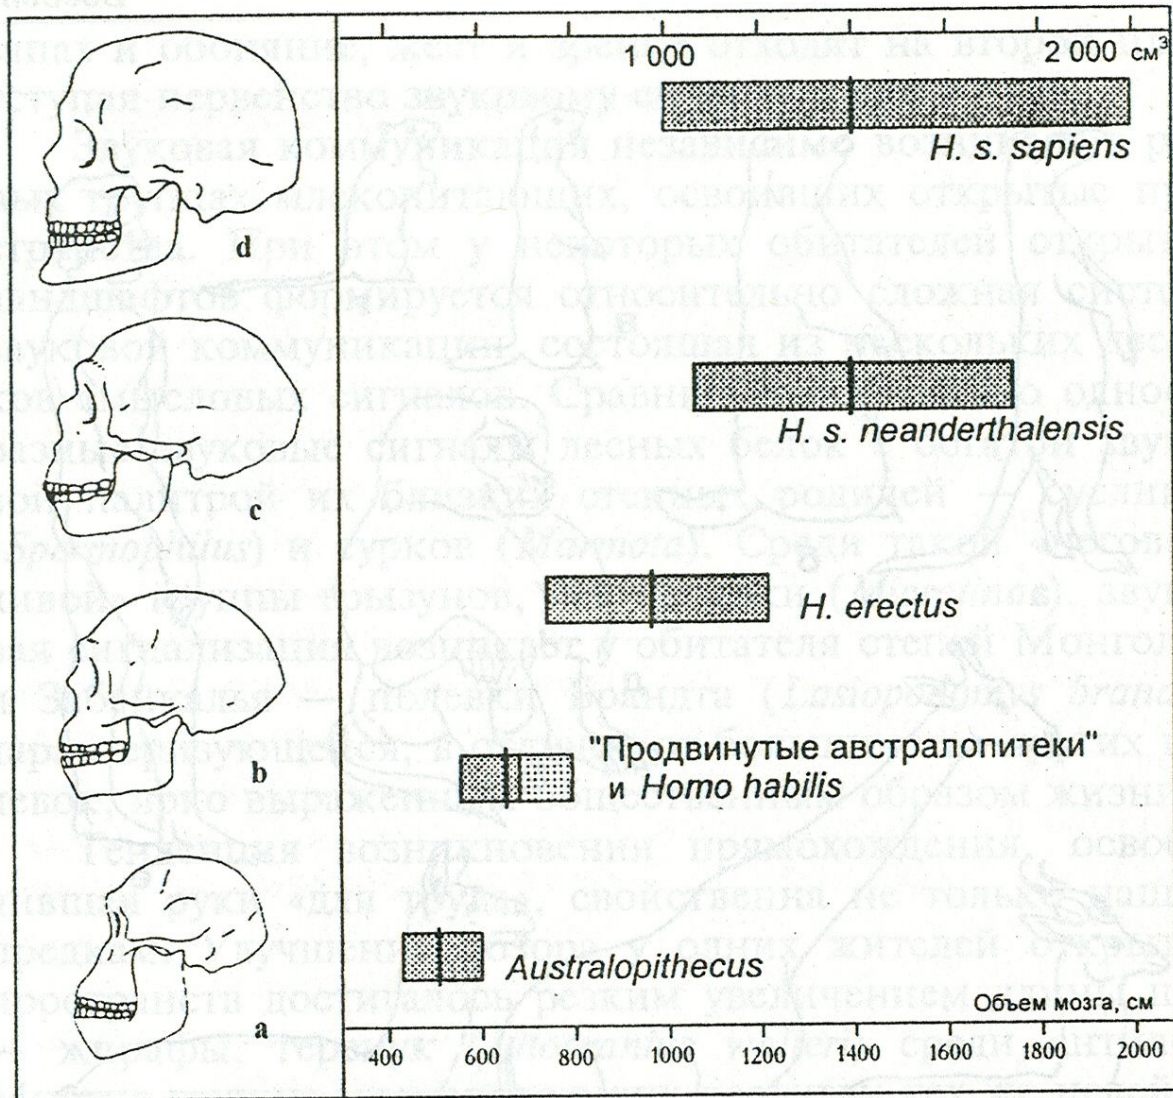 1 000 2 000 см³
H. s. sapiens
d
H. s. neanderthalensis
c
H. erectus
"Продвинутые австралопитеки"
и Homo habilis
b
Australopithecus
Объем мозга, см
a
400 600 800 1000 1200 1400 1600 1800 2000